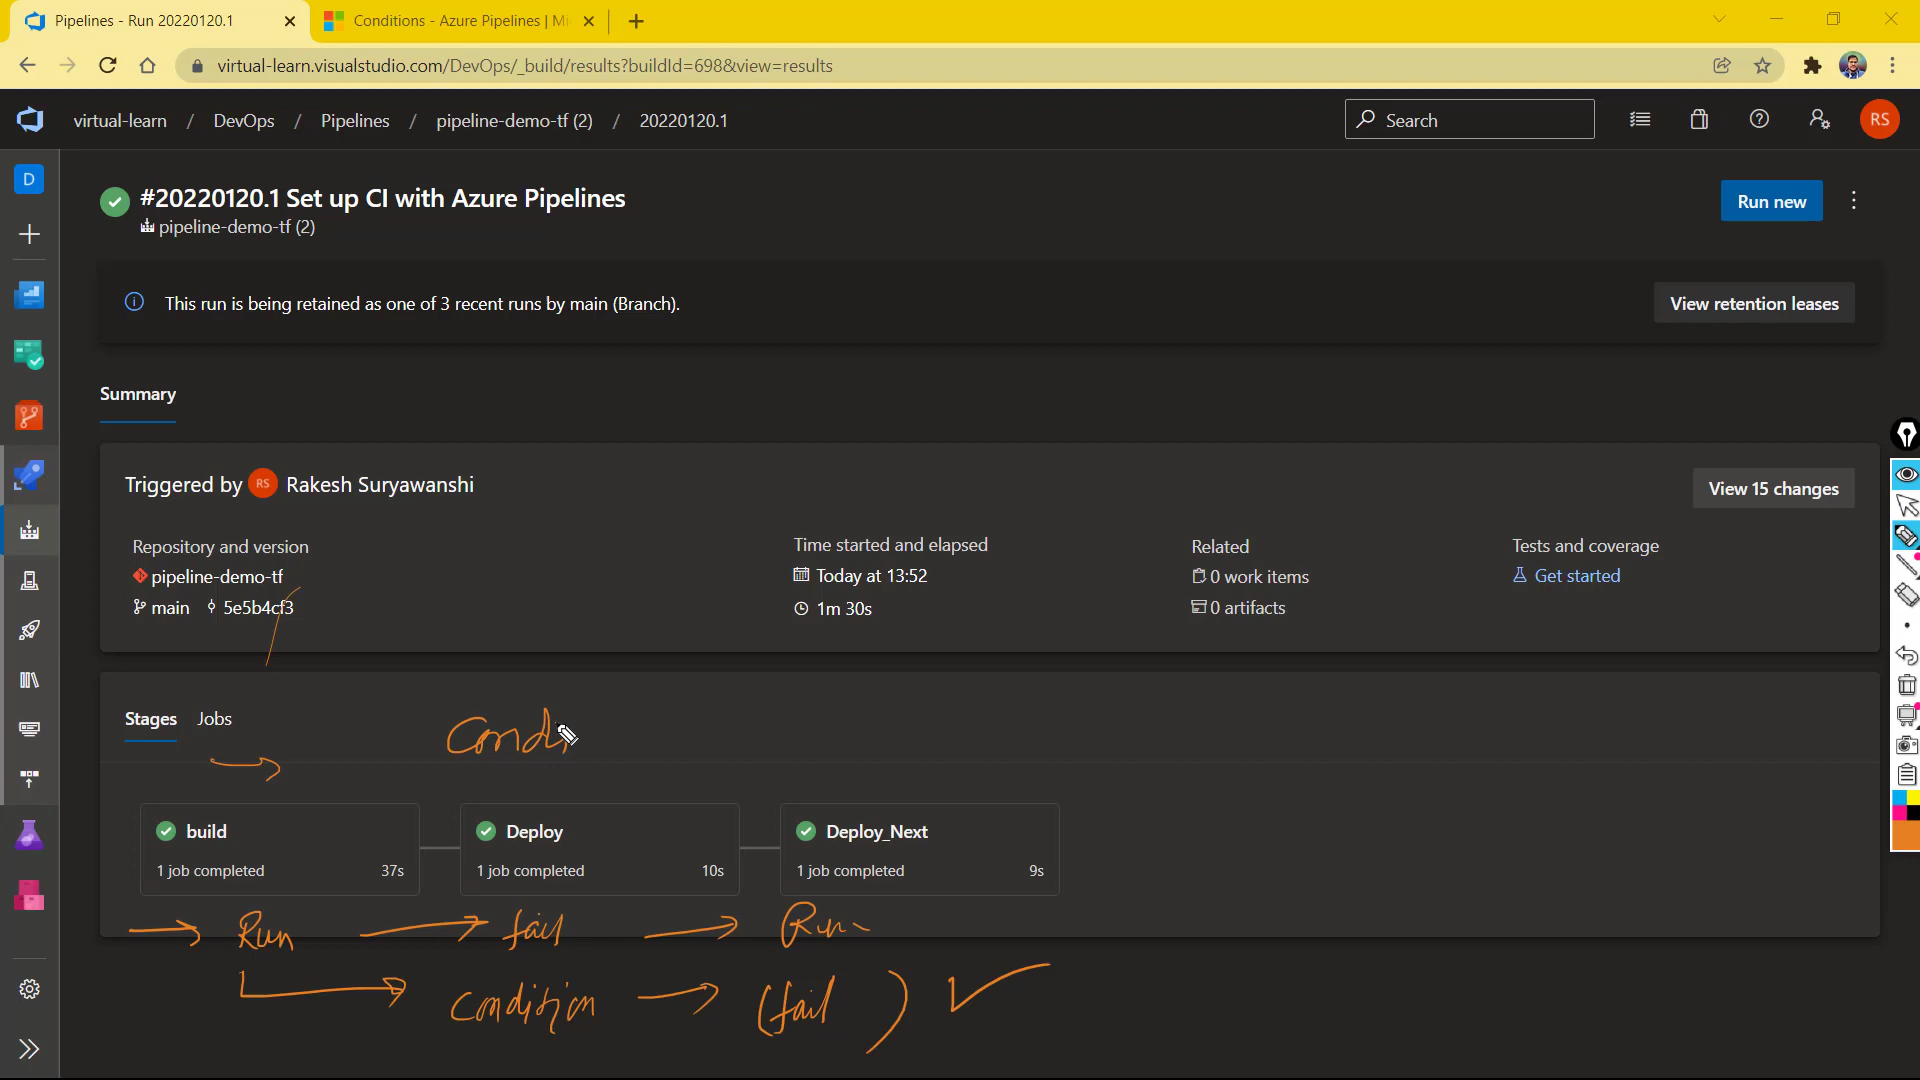 Pipelines - Run 20220120.1
Conditions - Azure Pipelines | Mi
virtual-learn.visualstudio.com/DevOps/_build/results?buildId=698&view=results
virtual-learn / DevOps / Pipelines / pipeline-demo-tf (2) / 20220120.1
Search
RS
D
#20220120.1 Set up CI with Azure Pipelines
pipeline-demo-tf (2)
Run new
This run is being retained as one of 3 recent runs by main (Branch).
View retention leases
Summary
Triggered by RS Rakesh Suryawanshi
View 15 changes
Repository and version
Time started and elapsed
Related
Tests and coverage
pipeline-demo-tf
Today at 13:52
0 work items
Get started
main 5e5b4cf3
1m 30s
0 artifacts
Stages Jobs
Condi
build
Deploy
Deploy_Next
1 job completed 37s
1 job completed 10s
1 job completed 9s
Run fail Run
condition (fail)